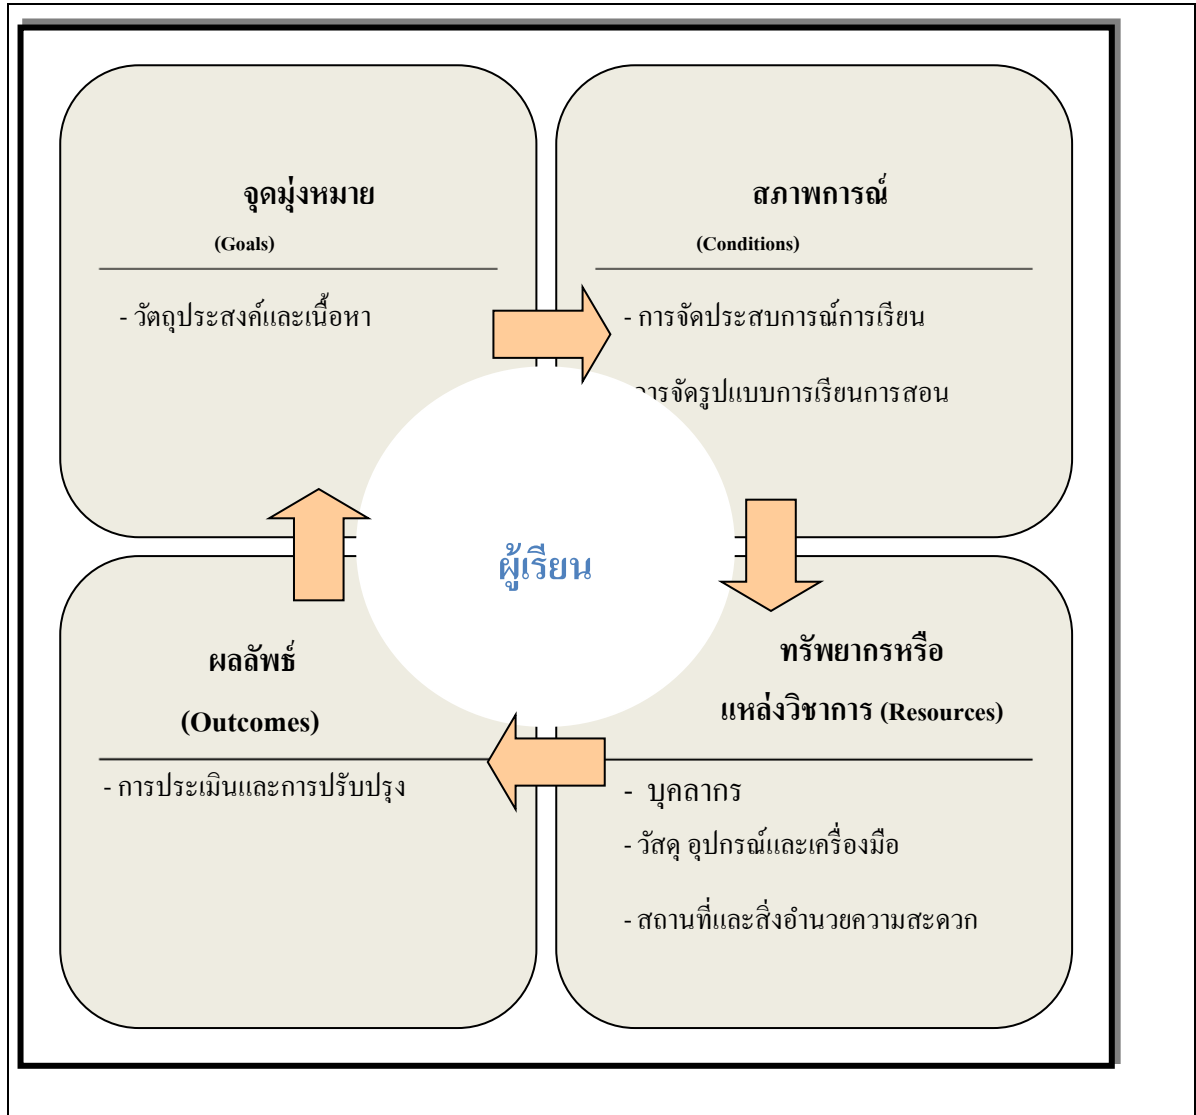 จุดมุ่งหมาย
(Goals)
- วัตถุประสงค์และเนื้อหา
สภาพการณ์
(Conditions)
- การจัดประสบการณ์การเรียน
การจัดรูปแบบการเรียนการสอน
ผู้เรียน
ทรัพยากรหรือ
แหล่งวิชาการ (Resources)
- บุคลากร
- วัสดุ อุปกรณ์และเครื่องมือ
- สถานที่และสิ่งอำนวยความสะดวก
ผลลัพธ์
(Outcomes)
- การประเมินและการปรับปรุง